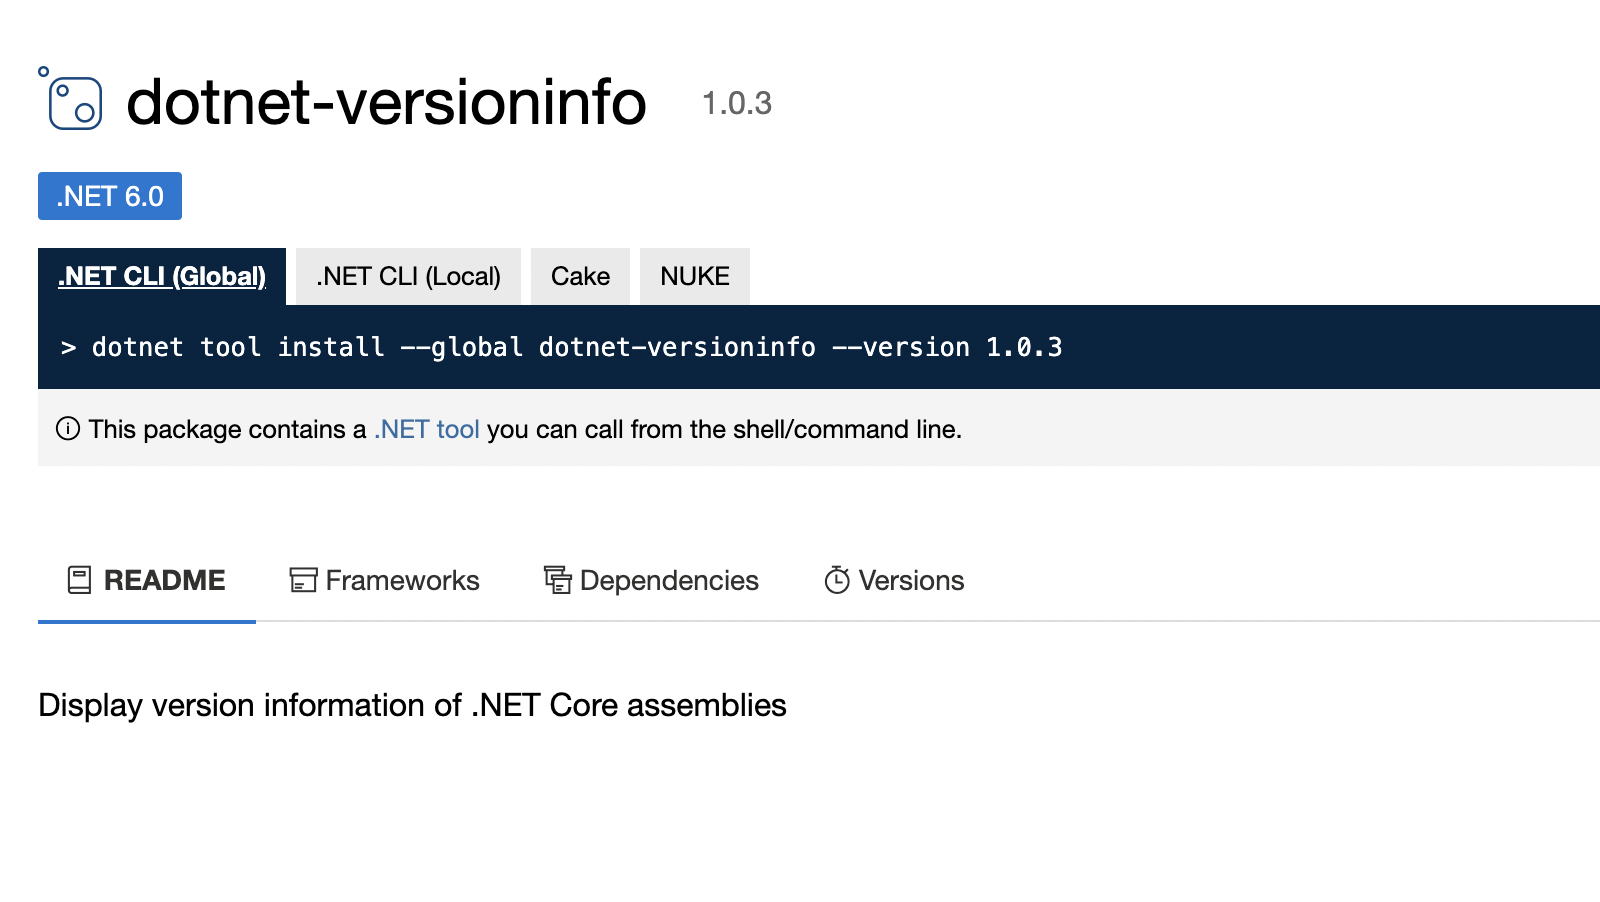 dotnet-versioninfo 1.0.3
.NET 6.0
.NET CLI (Global) .NET CLI (Local) Cake NUKE
> dotnet tool install --global dotnet-versioninfo --version 1.0.3
This package contains a .NET tool you can call from the shell/command line.
README Frameworks Dependencies Versions
Display version information of .NET Core assemblies